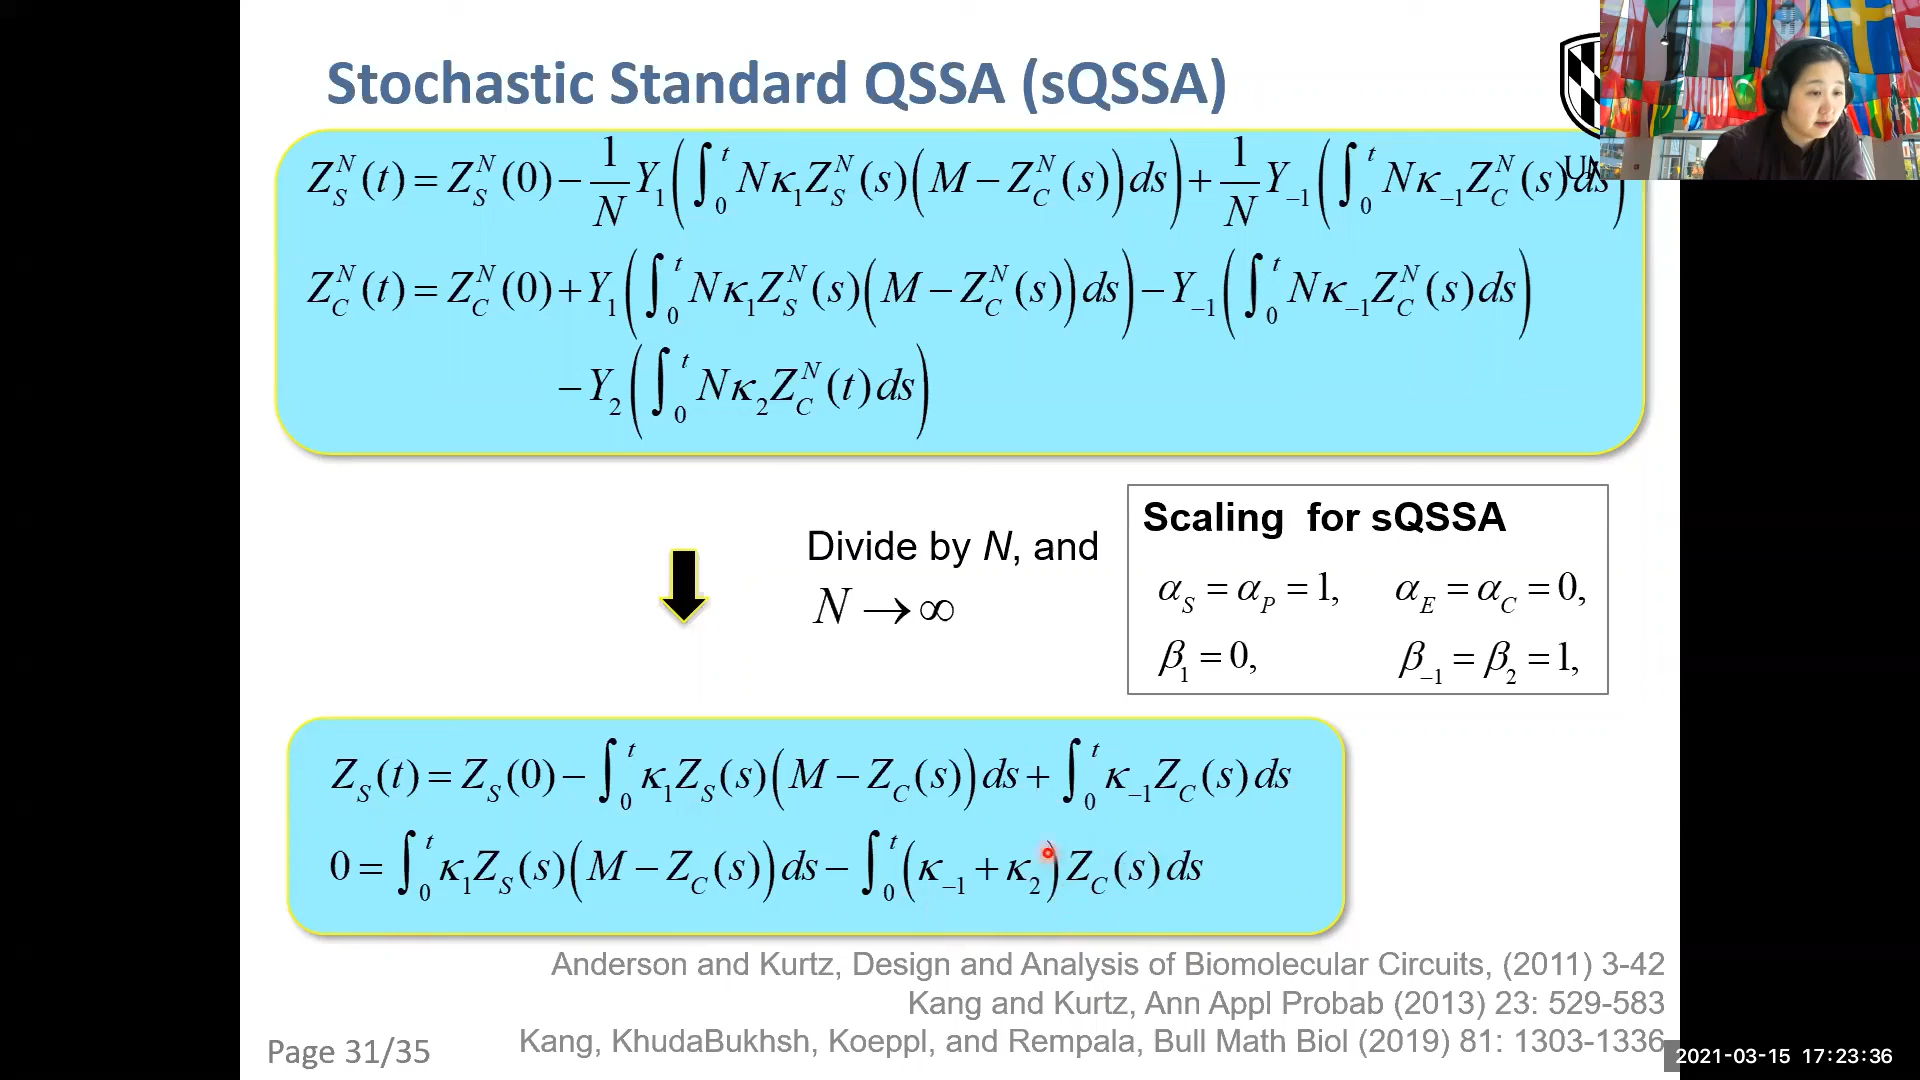 Stochastic Standard QSSA (sQSSA)
Z_S^N(t) = Z_S^N(0) − 1/N Y_1(∫_0^t Nκ_1 Z_S^N(s)(M − Z_C^N(s))ds) + 1/N Y_{−1}(∫_0^t Nκ_{−1} Z_C^N(s)ds)
U
Z_C^N(t) = Z_C^N(0) + Y_1(∫_0^t Nκ_1 Z_S^N(s)(M − Z_C^N(s))ds) − Y_{−1}(∫_0^t Nκ_{−1} Z_C^N(s)ds)
− Y_2(∫_0^t Nκ_2 Z_C^N(t)ds)
Divide by N, and
N → ∞
Scaling for sQSSA
α_S = α_P = 1, α_E = α_C = 0,
β_1 = 0, β_{−1} = β_2 = 1,
Z_S(t) = Z_S(0) − ∫_0^t κ_1 Z_S(s)(M − Z_C(s))ds + ∫_0^t κ_{−1} Z_C(s)ds
0 = ∫_0^t κ_1 Z_S(s)(M − Z_C(s))ds − ∫_0^t (κ_{−1} + κ_2) Z_C(s)ds
Anderson and Kurtz, Design and Analysis of Biomolecular Circuits, (2011) 3-42
Kang and Kurtz, Ann Appl Probab (2013) 23: 529-583
Kang, KhudaBukhsh, Koeppl, and Rempala, Bull Math Biol (2019) 81: 1303-1336
Page 31/35
2021-03-15 17:23:36